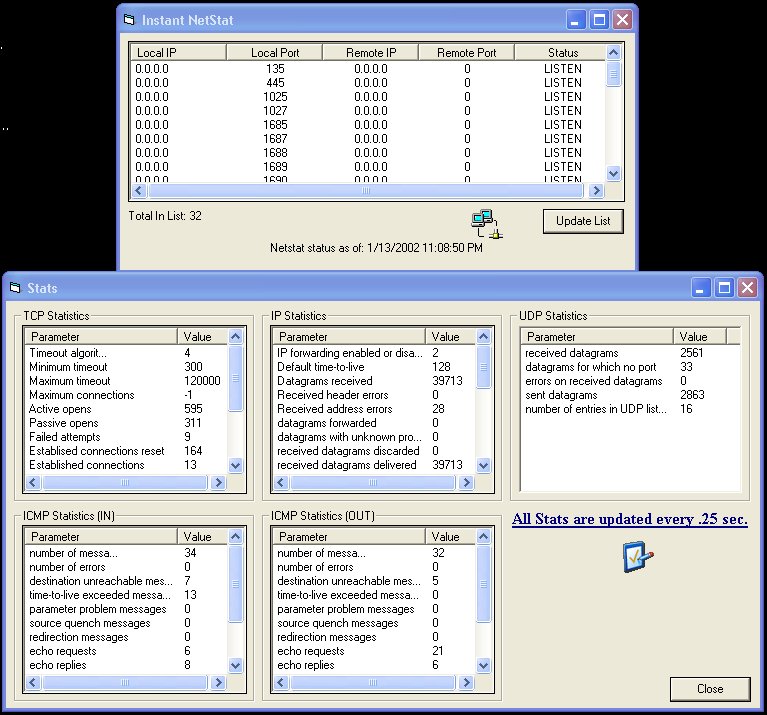 Instant NetStat
Local IP Local Port Remote IP Remote Port Status
0.0.0.0 135 0.0.0.0 0 LISTEN
0.0.0.0 445 0.0.0.0 0 LISTEN
0.0.0.0 1025 0.0.0.0 0 LISTEN
0.0.0.0 1027 0.0.0.0 0 LISTEN
0.0.0.0 1685 0.0.0.0 0 LISTEN
0.0.0.0 1687 0.0.0.0 0 LISTEN
0.0.0.0 1688 0.0.0.0 0 LISTEN
0.0.0.0 1689 0.0.0.0 0 LISTEN
0.0.0.0 1690 0.0.0.0 0 LISTEN
Total In List: 32
Update List
Netstat status as of: 1/13/2002 11:08:50 PM
Stats
TCP Statistics
Parameter Value
Timeout algorit... 4
Minimum timeout 300
Maximum timeout 120000
Maximum connections -1
Active opens 595
Passive opens 311
Failed attempts 9
Establised connections reset 164
Established connections 13
IP Statistics
Parameter Value
IP forwarding enabled or disa... 2
Default time-to-live 128
Datagrams received 39713
Received header errors 0
Received address errors 28
datagrams forwarded 0
datagrams with unknown pro... 0
received datagrams discarded 0
received datagrams delivered 39713
UDP Statistics
Parameter Value
received datagrams 2561
datagrams for which no port 33
errors on received datagrams 0
sent datagrams 2863
number of entries in UDP list... 16
ICMP Statistics (IN)
Parameter Value
number of messa... 34
number of errors 0
destination unreachable mes... 7
time-to-live exceeded messa... 13
parameter problem messages 0
source quench messages 0
redirection messages 0
echo requests 6
echo replies 8
ICMP Statistics (OUT)
Parameter Value
number of messa... 32
number of errors 0
destination unreachable mes... 5
time-to-live exceeded messa... 0
parameter problem messages 0
source quench messages 0
redirection messages 0
echo requests 21
echo replies 6
All Stats are updated every .25 sec.
Close